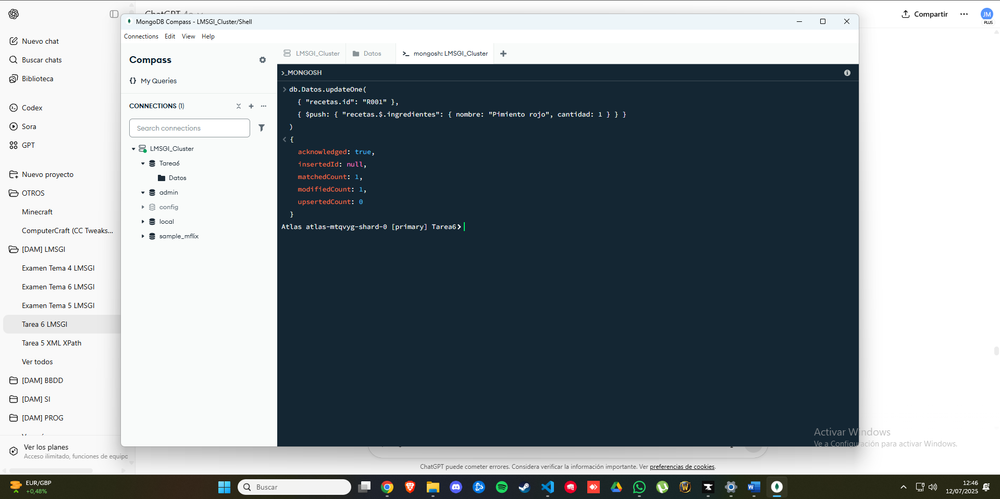 Nuevo chat
Buscar chats
Biblioteca
Codex
Sora
GPT
Nuevo proyecto
OTROS
Minecraft
ComputerCraft (CC Tweaks...
[DAM] LMSGI
Examen Tema 4 LMSGI
Examen Tema 6 LMSGI
Examen Tema 5 LMSGI
Tarea 6 LMSGI
Tarea 5 XML XPath
Ver todos
[DAM] BBDD
[DAM] SI
[DAM] PROG
Ver los planes
Acceso ilimitado, funciones de equipo
Compartir
JM
PLUS
MongoDB Compass - LMSGI_Cluster/Shell
Connections Edit View Help
Compass
{} My Queries
CONNECTIONS (1)
Search connections
LMSGI_Cluster
Tarea6
Datos
admin
config
local
sample_mflix
LMSGI_Cluster
Datos
>_ mongosh: LMSGI_Cluster
>_MONGOSH
> db.Datos.updateOne(
{ "recetas.id": "R001" },
{ $push: { "recetas.$.ingredientes": { nombre: "Pimiento rojo", cantidad: 1 } } }
)
< {
acknowledged: true,
insertedId: null,
matchedCount: 1,
modifiedCount: 1,
upsertedCount: 0
}
Atlas atlas-mtqvyg-shard-0 [primary] Tarea6>
Activar Windows
Ve a Configuración para activar Windows.
ChatGPT puede cometer errores. Considera verificar la información importante. Ver preferencias de cookies.
EUR/GBP
+0,48%
Buscar
12:46
12/07/2025